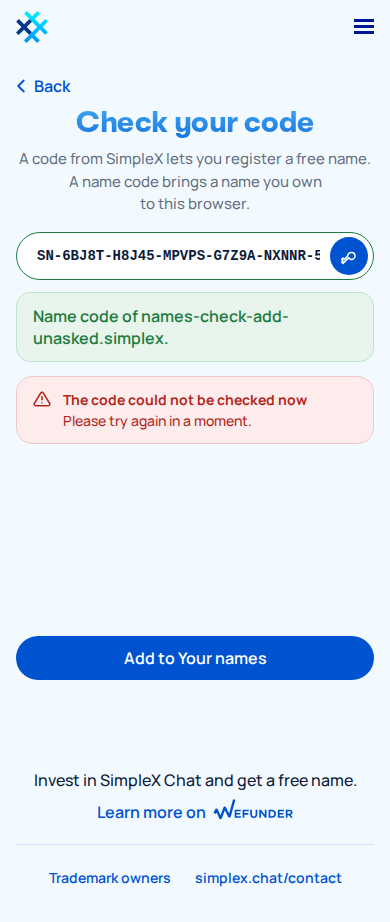 Back
Check your code
A code from SimpleX lets you register a free name.
A name code brings a name you own
to this browser.
SN-6BJ8T-H8J45-MPVPS-G7Z9A-NXNNR-5
Name code of names-check-add-
unasked.simplex.
The code could not be checked now
Please try again in a moment.
Add to Your names
Invest in SimpleX Chat and get a free name.
Learn more on WEFUNDER
Trademark owners simplex.chat/contact